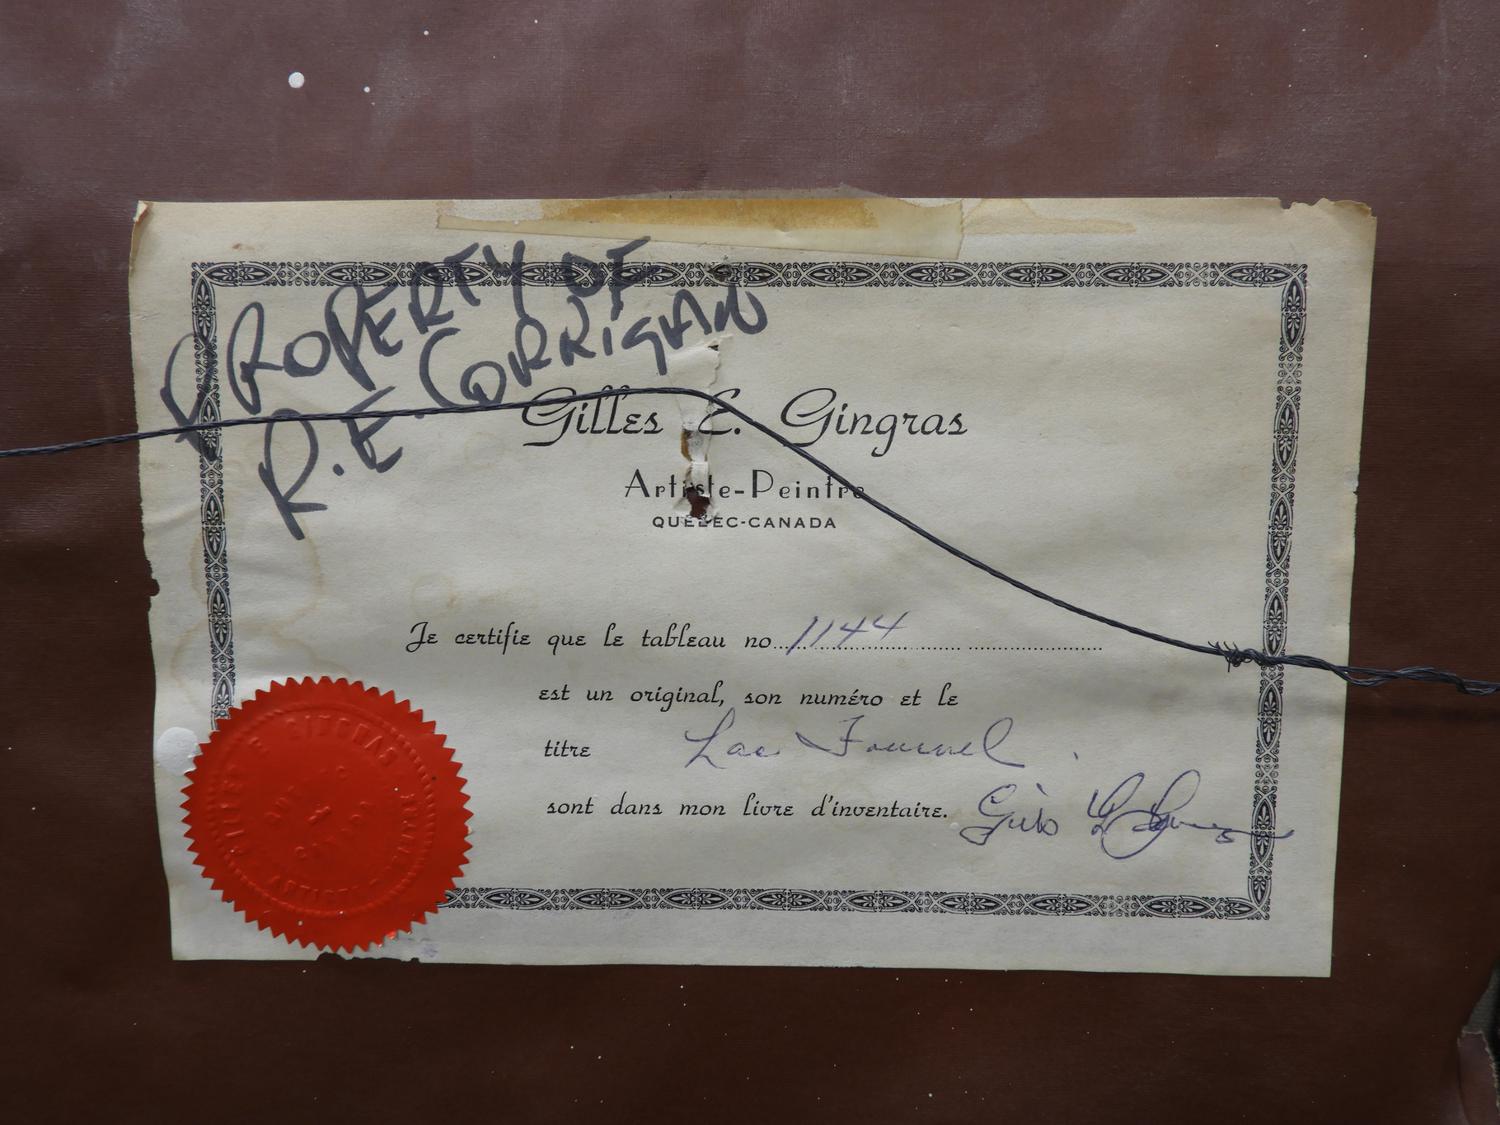 PROPERTY OF
R.E. CORRIGAN
Gilles E. Gingras
Artiste-Peintre
QUÉBEC-CANADA
Je certifie que le tableau no 1144
est un original, son numéro et le
titre Lac Fournel
sont dans mon livre d'inventaire.